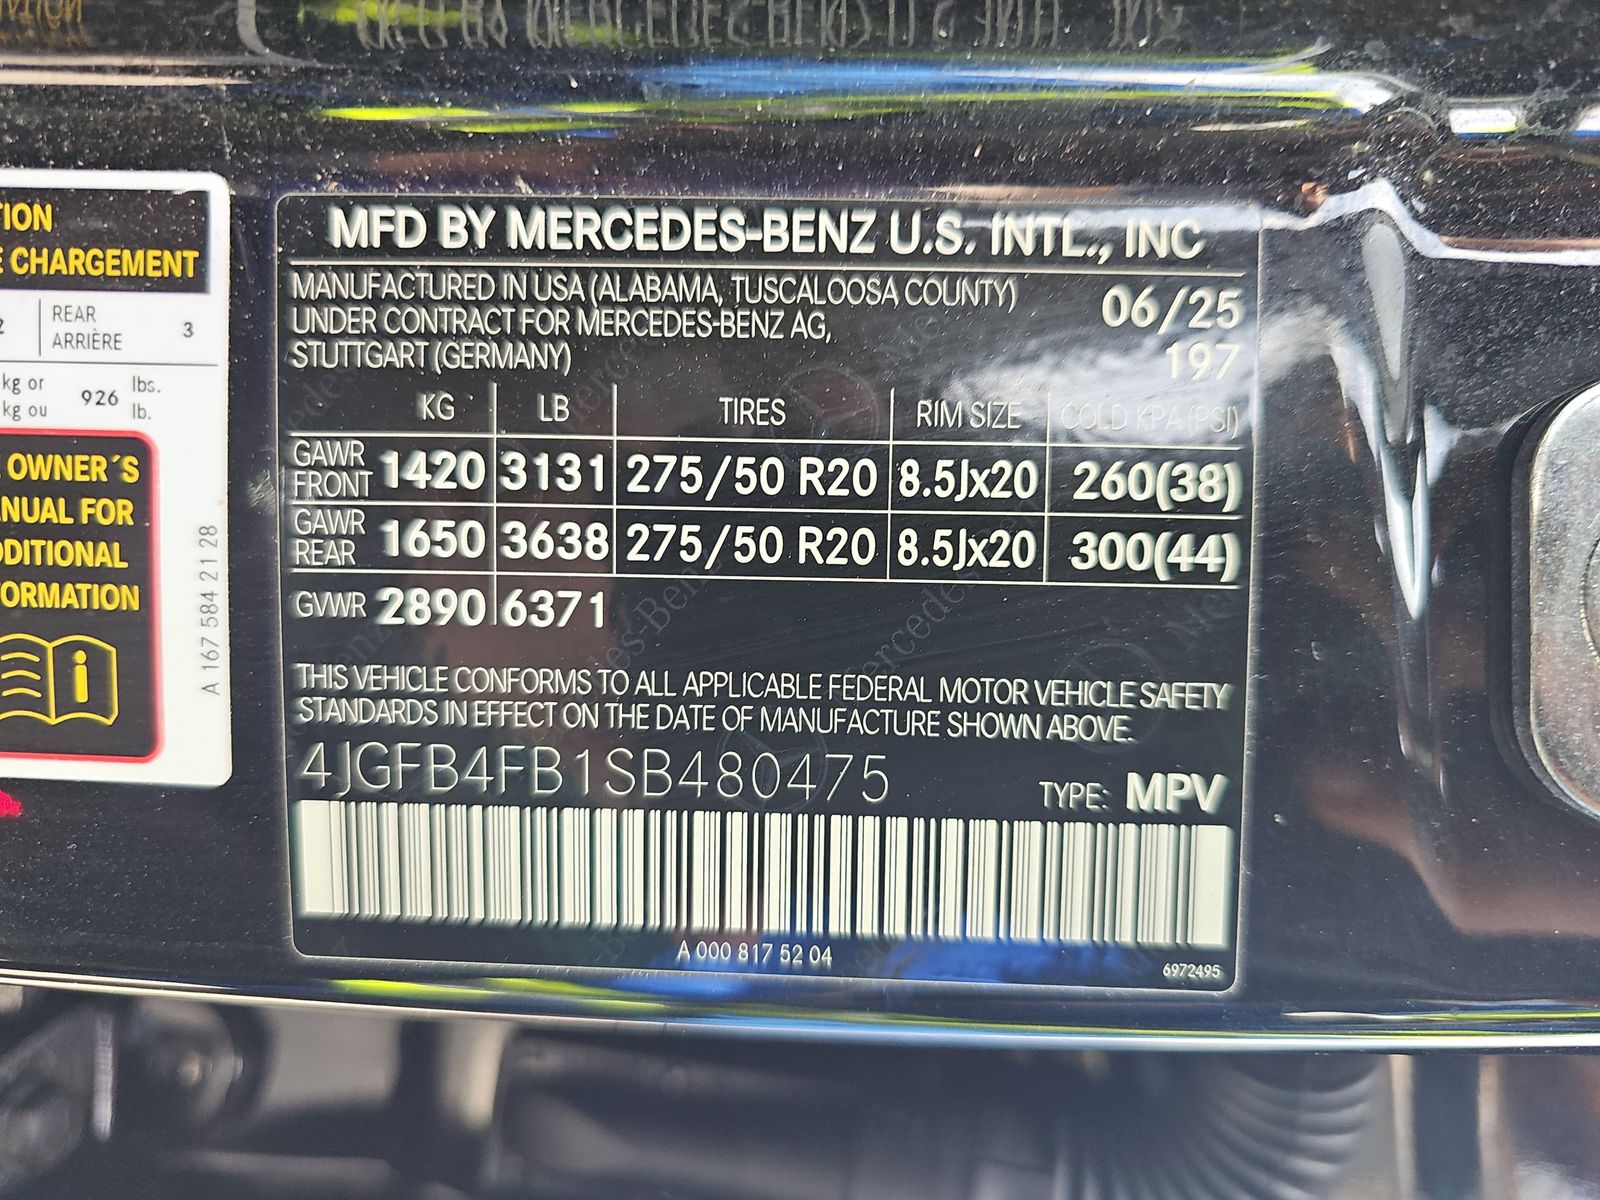 TION
E CHARGEMENT
2 REAR
ARRIÈRE 3
kg or
kg ou 926 lbs.
lb.
OWNER´S
NUAL FOR
DDITIONAL
FORMATION
i
A 167 584 21 28
MFD BY MERCEDES-BENZ U.S. INTL., INC
MANUFACTURED IN USA (ALABAMA, TUSCALOOSA COUNTY) 06/25
UNDER CONTRACT FOR MERCEDES-BENZ AG,
STUTTGART (GERMANY) 197
KG LB TIRES RIM SIZE COLD KPA (PSI)
GAWR
FRONT 1420 3131 275/50 R20 8.5Jx20 260(38)
GAWR
REAR 1650 3638 275/50 R20 8.5Jx20 300(44)
GVWR 2890 6371
THIS VEHICLE CONFORMS TO ALL APPLICABLE FEDERAL MOTOR VEHICLE SAFETY
STANDARDS IN EFFECT ON THE DATE OF MANUFACTURE SHOWN ABOVE.
4JGFB4FB1SB480475 TYPE: MPV
A 000 817 52 04
6972495